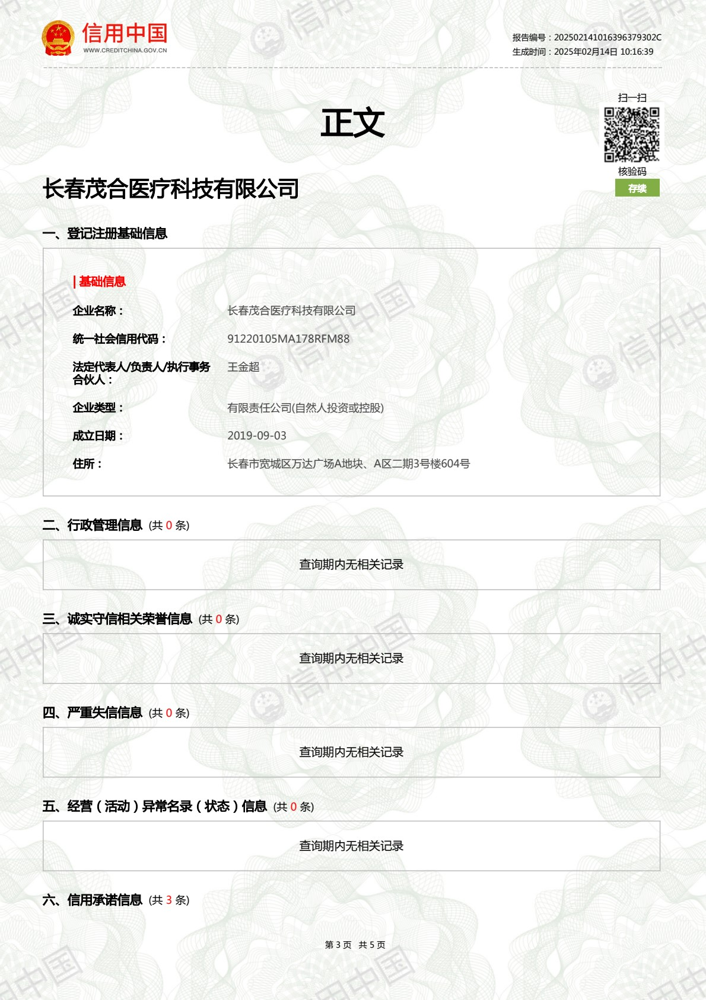 信用中国
WWW.CREDITCHINA.GOV.CN
报告编号：202502141016396379302C
生成时间：2025年02月14日 10:16:39
扫一扫
正文
核验码
长春茂合医疗科技有限公司
存续
一、登记注册基础信息
| 基础信息
企业名称： 长春茂合医疗科技有限公司
统一社会信用代码： 91220105MA178RFM88
法定代表人/负责人/执行事务 王金超
合伙人：
企业类型： 有限责任公司(自然人投资或控股)
成立日期： 2019-09-03
住所： 长春市宽城区万达广场A地块、A区二期3号楼604号
二、行政管理信息 (共 0 条)
查询期内无相关记录
三、诚实守信相关荣誉信息 (共 0 条)
查询期内无相关记录
四、严重失信信息 (共 0 条)
查询期内无相关记录
五、经营（活动）异常名录（状态）信息 (共 0 条)
查询期内无相关记录
六、信用承诺信息 (共 3 条)
第 3 页 共 5 页